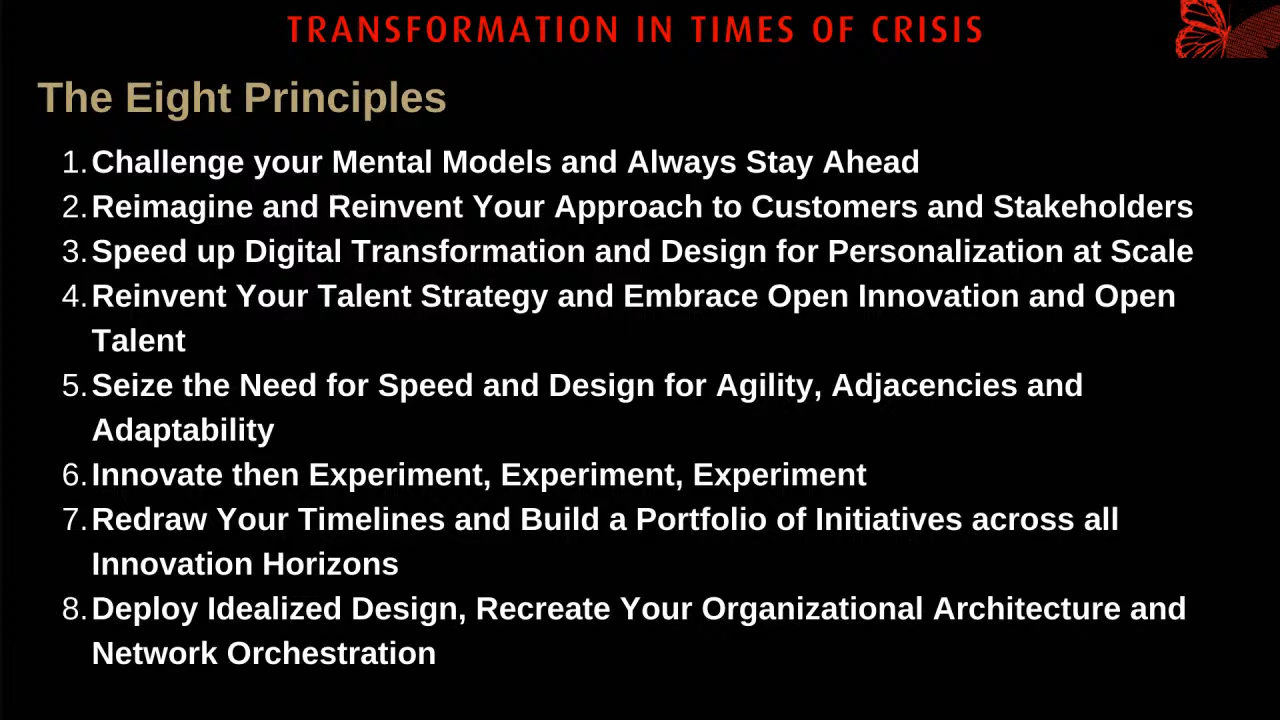 TRANSFORMATION IN TIMES OF CRISIS
The Eight Principles
1. Challenge your Mental Models and Always Stay Ahead
2. Reimagine and Reinvent Your Approach to Customers and Stakeholders
3. Speed up Digital Transformation and Design for Personalization at Scale
4. Reinvent Your Talent Strategy and Embrace Open Innovation and Open
Talent
5. Seize the Need for Speed and Design for Agility, Adjacencies and
Adaptability
6. Innovate then Experiment, Experiment, Experiment
7. Redraw Your Timelines and Build a Portfolio of Initiatives across all
Innovation Horizons
8. Deploy Idealized Design, Recreate Your Organizational Architecture and
Network Orchestration